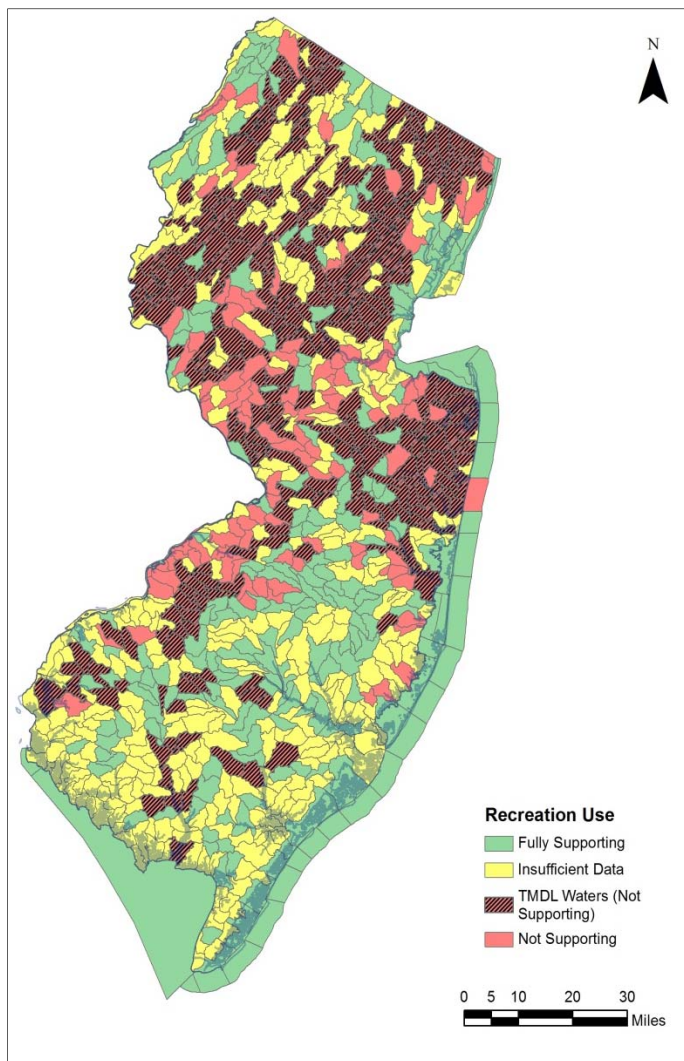 N
Recreation Use
Fully Supporting
Insufficient Data
TMDL Waters (Not
Supporting)
Not Supporting
0 5 10 20 30
Miles